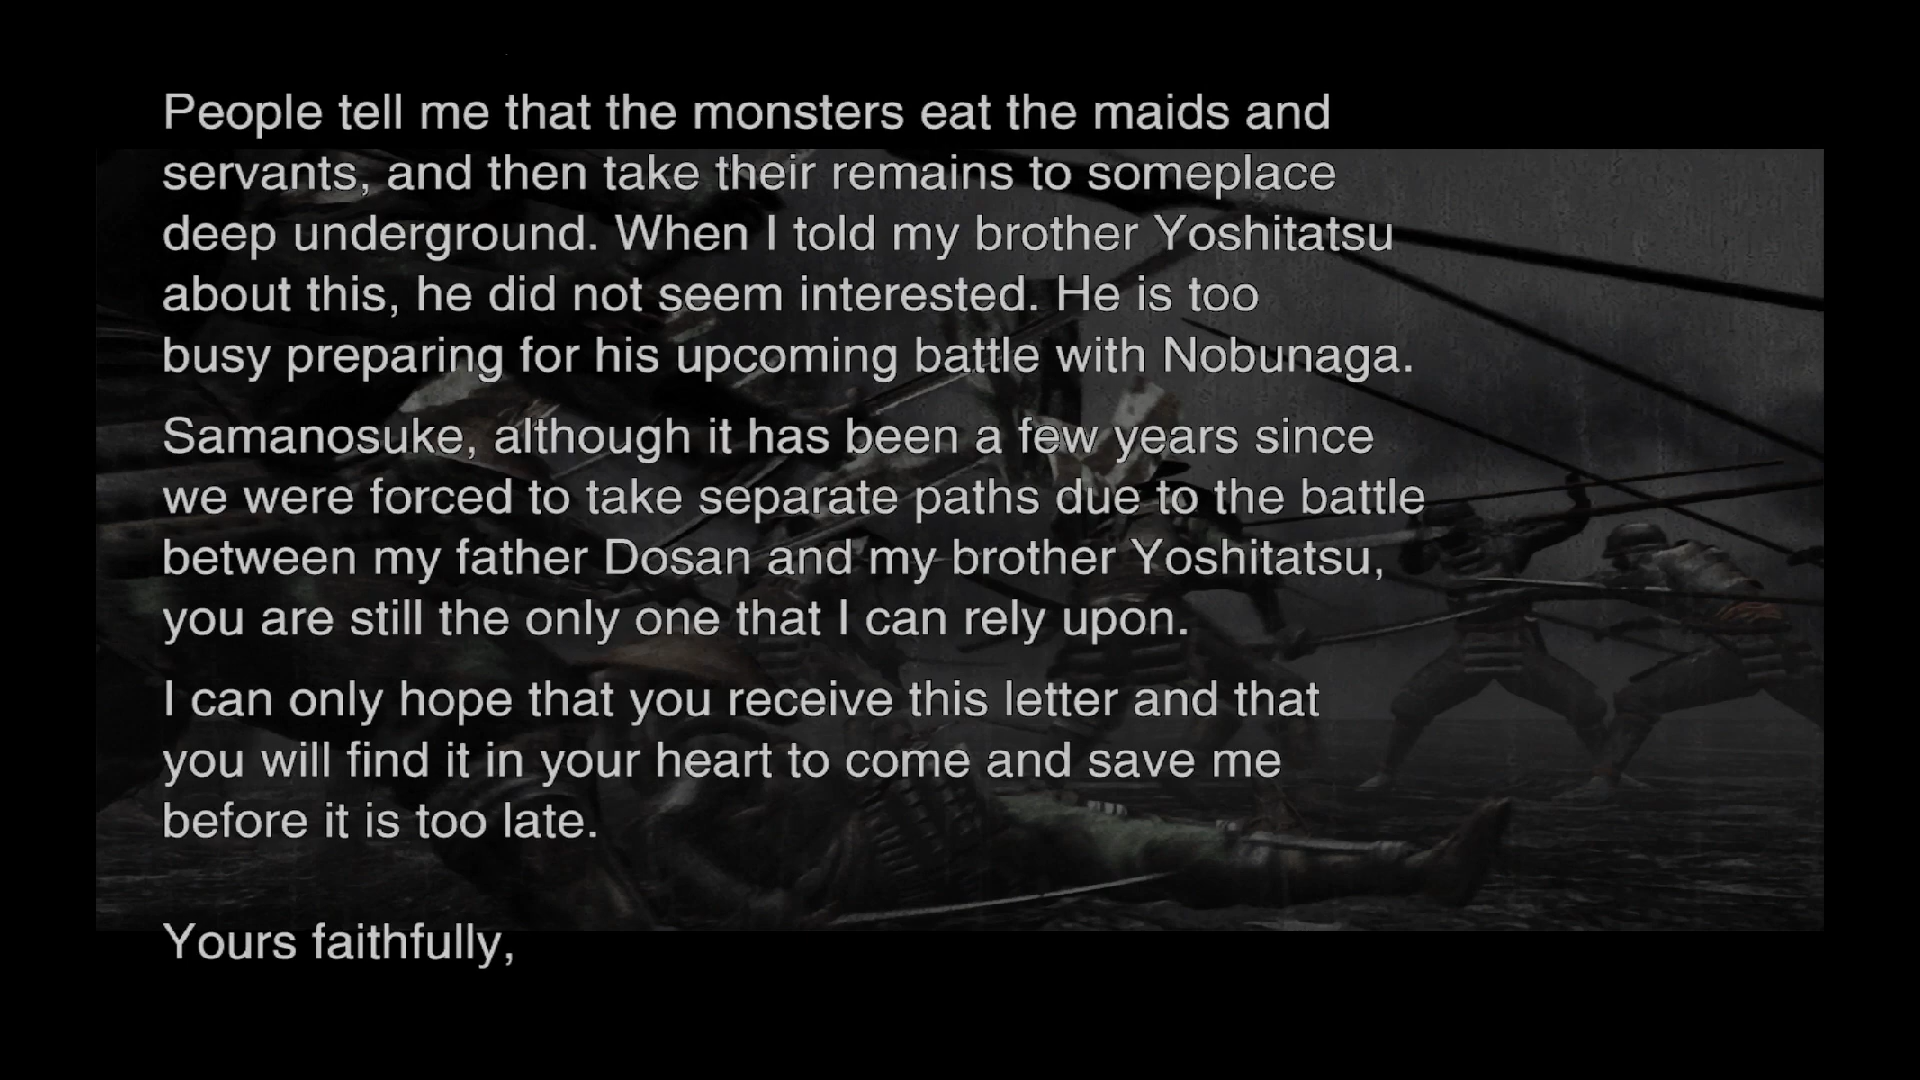 People tell me that the monsters eat the maids and
servants, and then take their remains to someplace
deep underground. When I told my brother Yoshitatsu
about this, he did not seem interested. He is too
busy preparing for his upcoming battle with Nobunaga.
Samanosuke, although it has been a few years since
we were forced to take separate paths due to the battle
between my father Dosan and my brother Yoshitatsu,
you are still the only one that I can rely upon.
I can only hope that you receive this letter and that
you will find it in your heart to come and save me
before it is too late.
Yours faithfully,